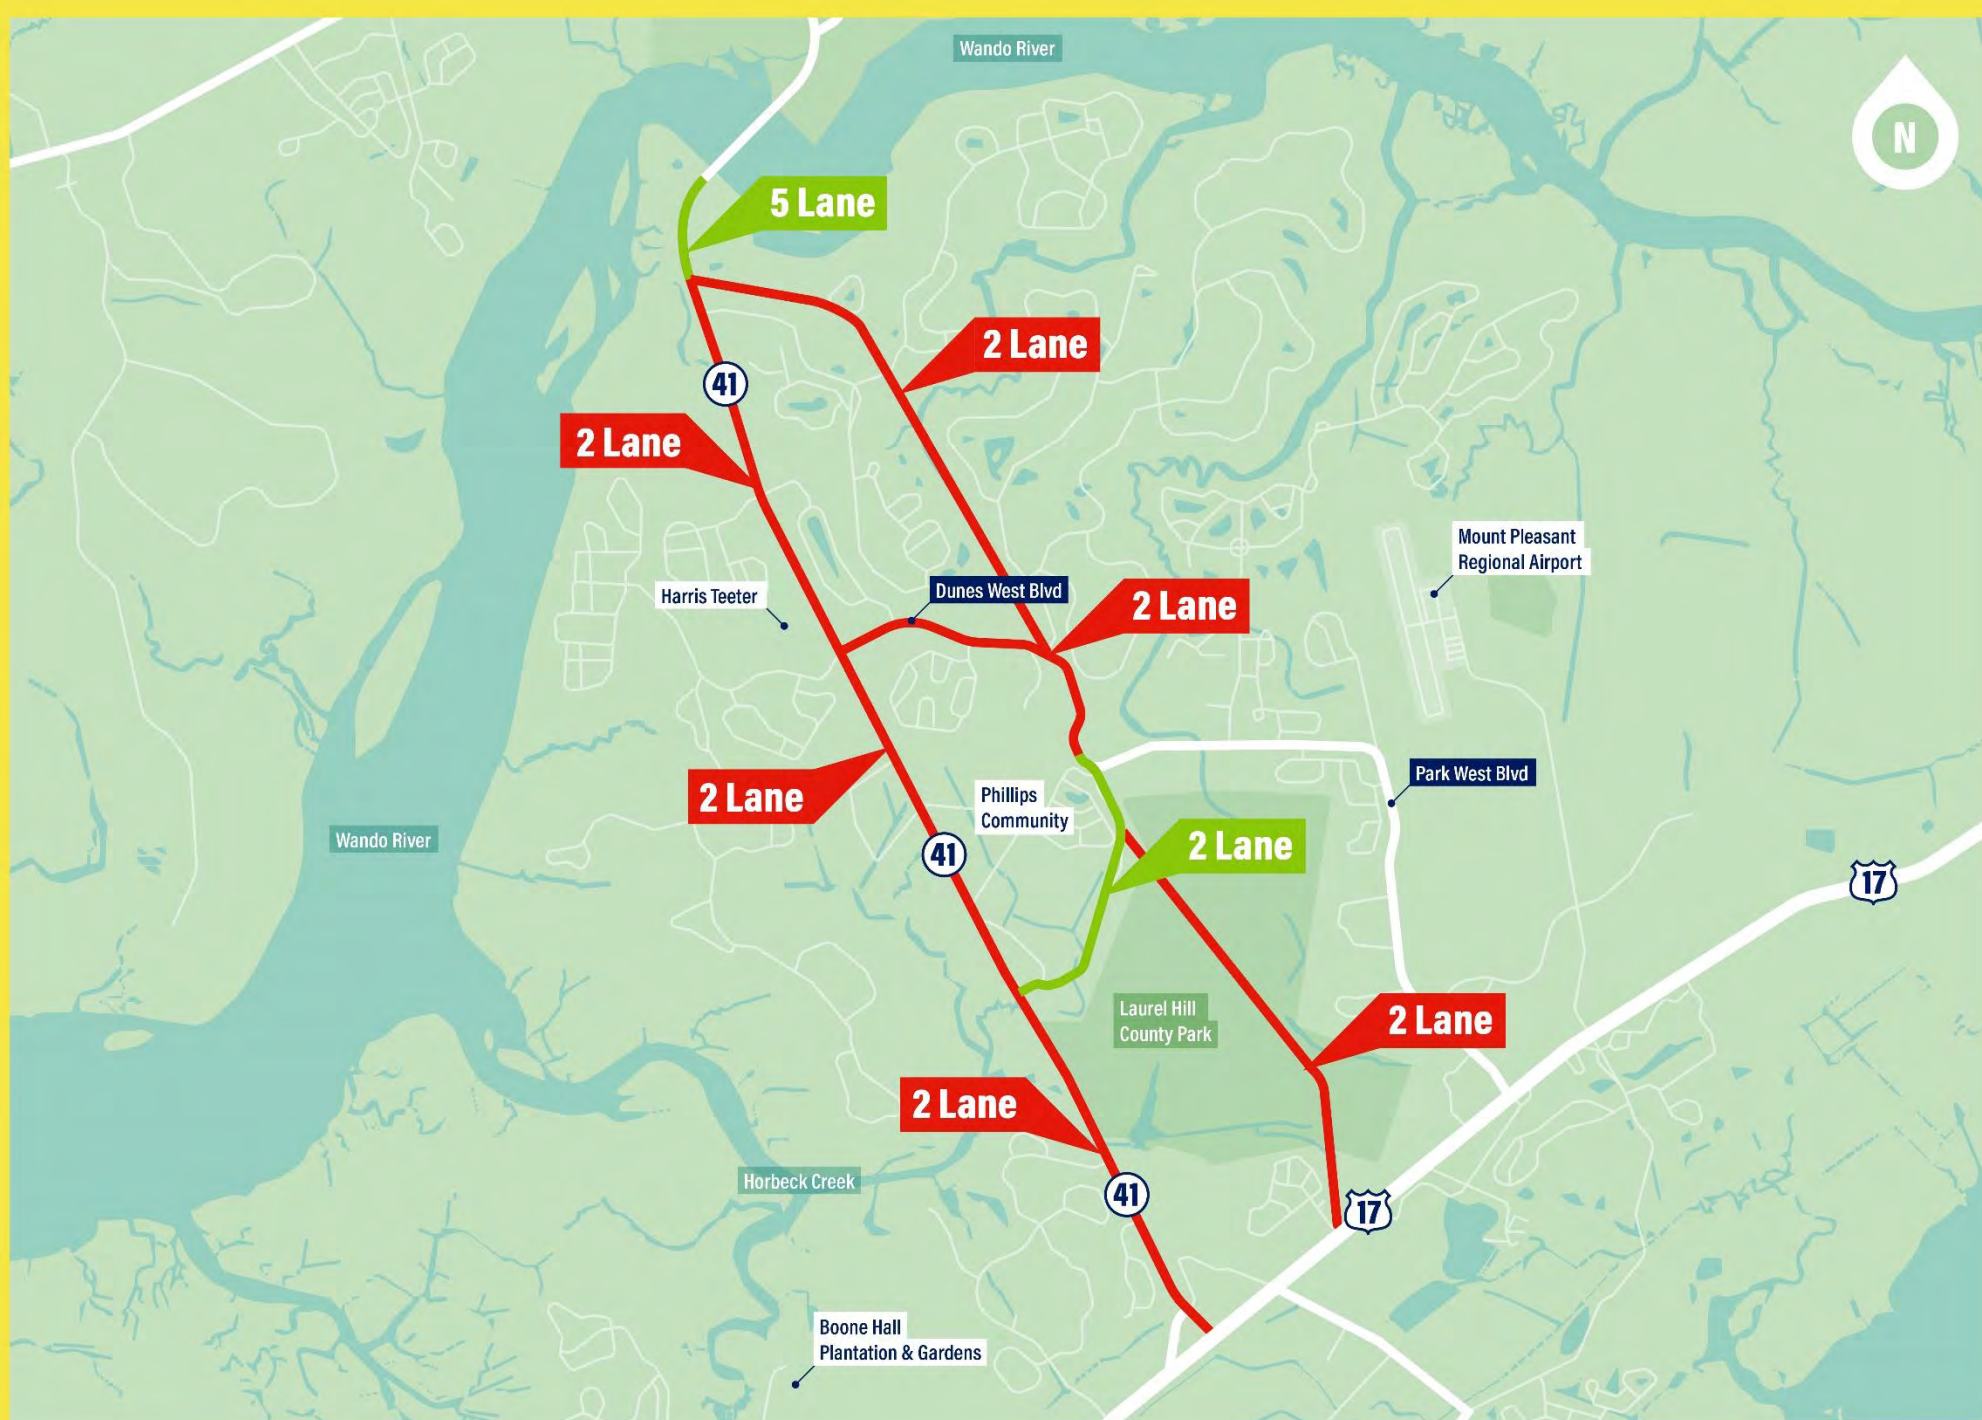 Wando River
N
5 Lane
2 Lane
41
2 Lane
Mount Pleasant
Regional Airport
Harris Teeter
Dunes West Blvd
2 Lane
Park West Blvd
2 Lane
Phillips
Community
Wando River
41
2 Lane
17
Laurel Hill
County Park
2 Lane
2 Lane
Horbeck Creek
41
17
Boone Hall
Plantation & Gardens